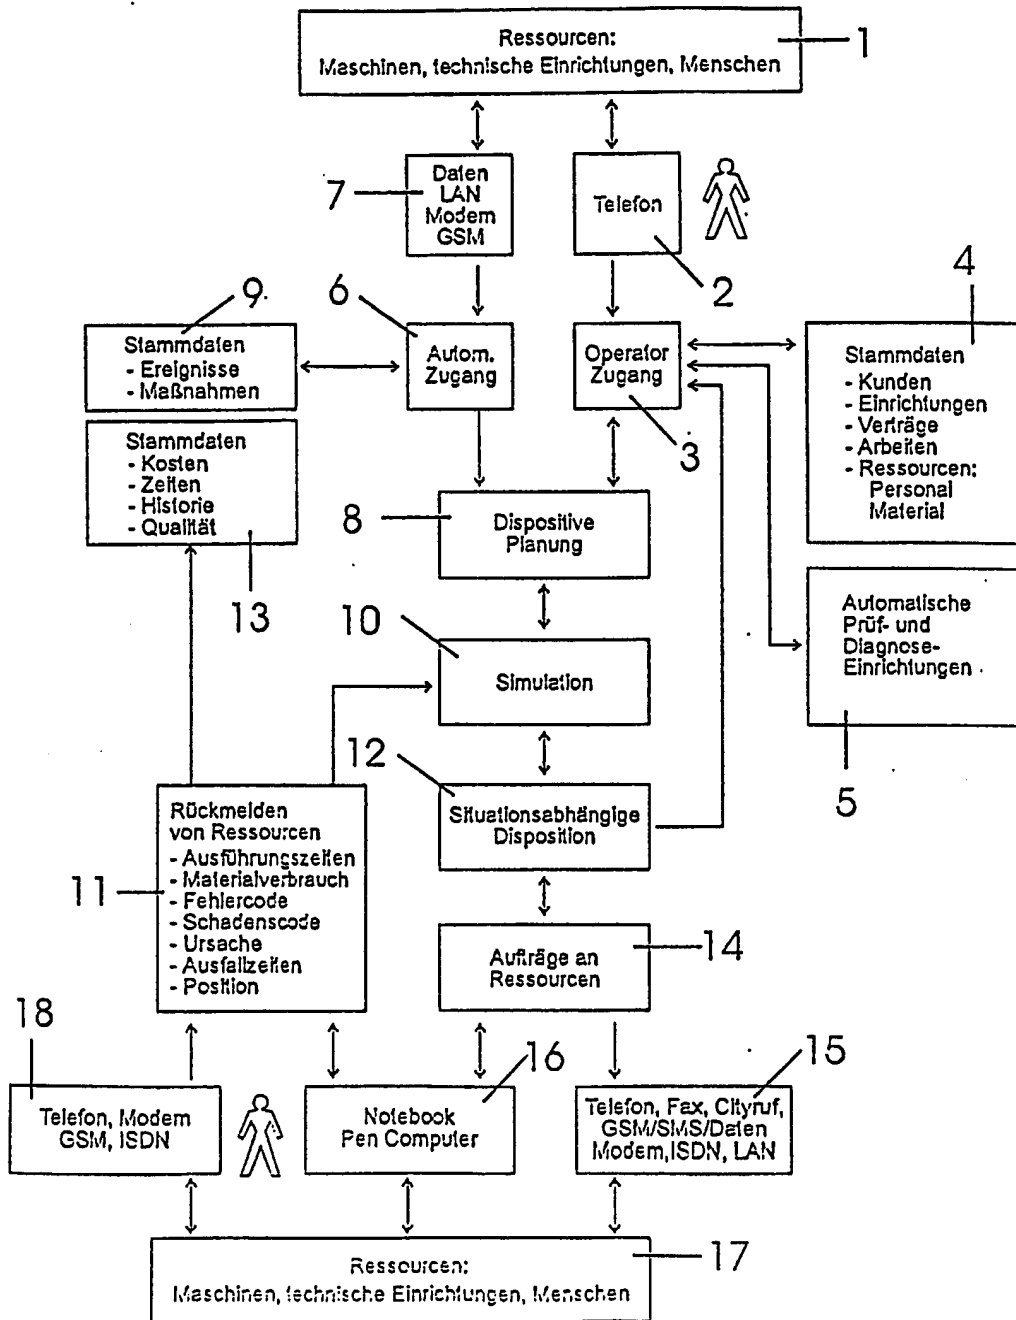 Ressourcen:
Maschinen, technische Einrichtungen, Menschen
1
Daten
LAN
Modem
GSM
7
Telefon
2
4
9
6
Stammdaten
- Ereignisse
- Maßnahmen
Autom.
Zugang
Operator
Zugang
3
Stammdaten
- Kunden
- Einrichtungen
- Verträge
- Arbeiten
- Ressourcen:
Personal
Material
Stammdaten
- Kosten
- Zeiten
- Historie
- Qualität
13
8
Dispositive
Planung
Automatische
Prüf- und
Diagnose-
Einrichtungen
5
10
Simulation
12
Situationsabhängige
Disposition
Rückmelden
von Ressourcen
- Ausführungszeiten
- Materialverbrauch
- Fehlercode
- Schadenscode
- Ursache
- Ausfallzeiten
- Position
11
Aufträge an
Ressourcen
14
18
16
15
Telefon, Modem
GSM, ISDN
Notebook
Pen Computer
Telefon, Fax, Cityruf,
GSM/SMS/Daten
Modem,ISDN, LAN
Ressourcen:
Maschinen, technische Einrichtungen, Menschen
17